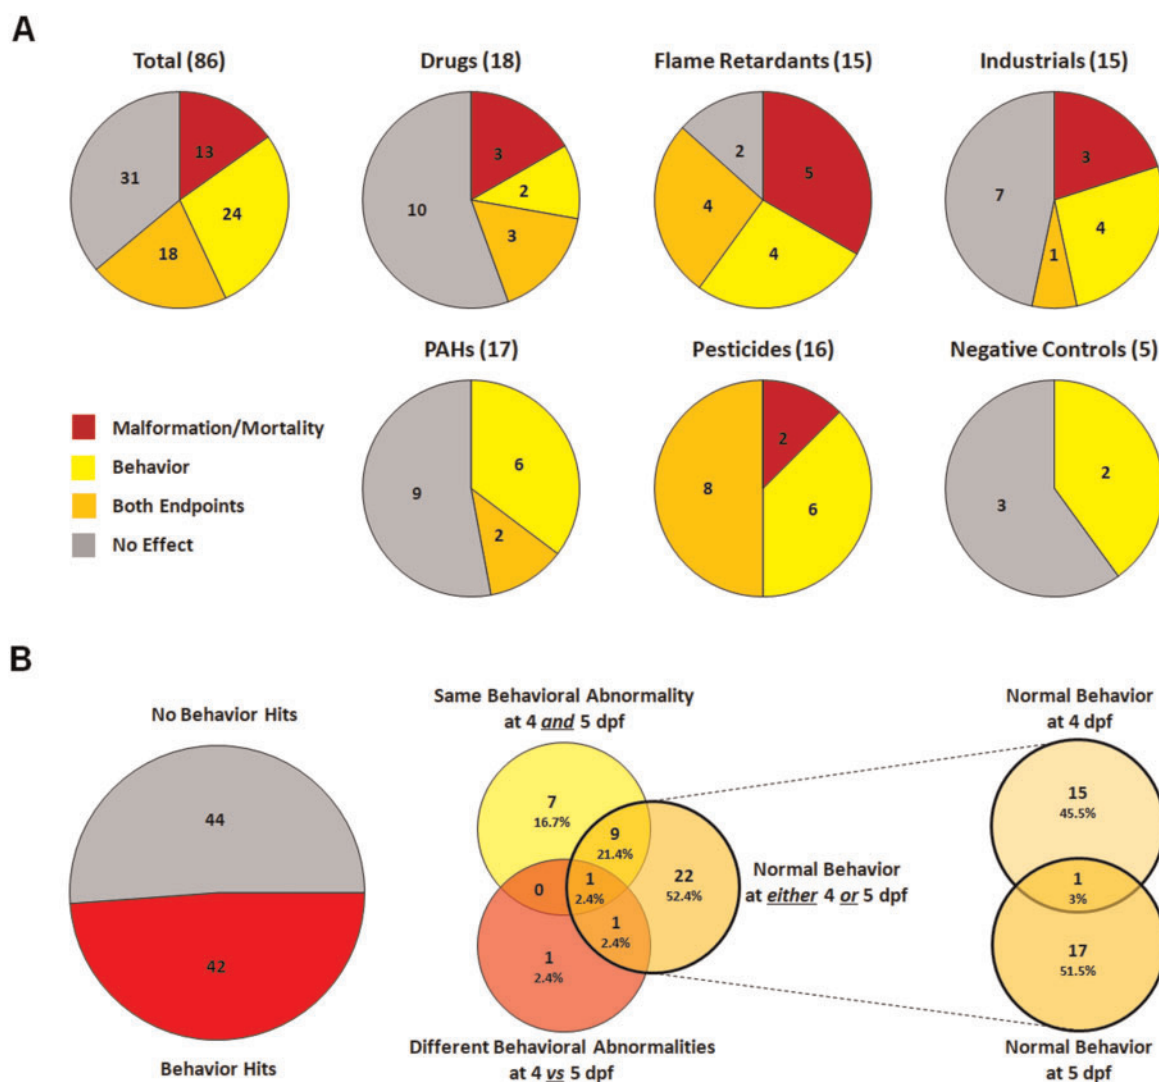 A
Total (86)
13
24
18
31
Drugs (18)
3
2
3
10
Flame Retardants (15)
5
4
4
2
Industrials (15)
3
4
1
7
PAHs (17)
6
2
9
Pesticides (16)
2
6
8
Negative Controls (5)
2
3
Malformation/Mortality
Behavior
Both Endpoints
No Effect
B
No Behavior Hits
44
42
Behavior Hits
Same Behavioral Abnormality
at 4 and 5 dpf
7
16.7%
9
21.4%
0
1
2.4%
22
52.4%
1
2.4%
1
2.4%
Normal Behavior
at either 4 or 5 dpf
Different Behavioral Abnormalities
at 4 vs 5 dpf
Normal Behavior
at 4 dpf
15
45.5%
1
3%
17
51.5%
Normal Behavior
at 5 dpf